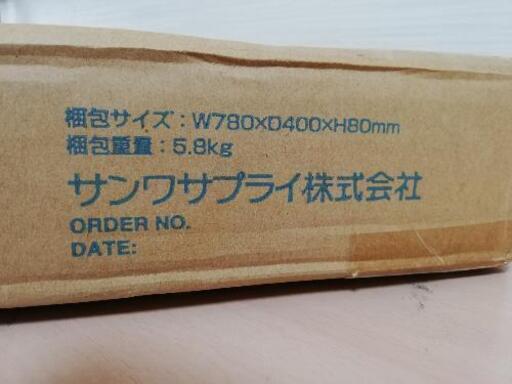 梱包サイズ：W780×D400×H80mm
梱包重量：5.8kg
サンワサプライ株式会社
ORDER NO.
DATE: